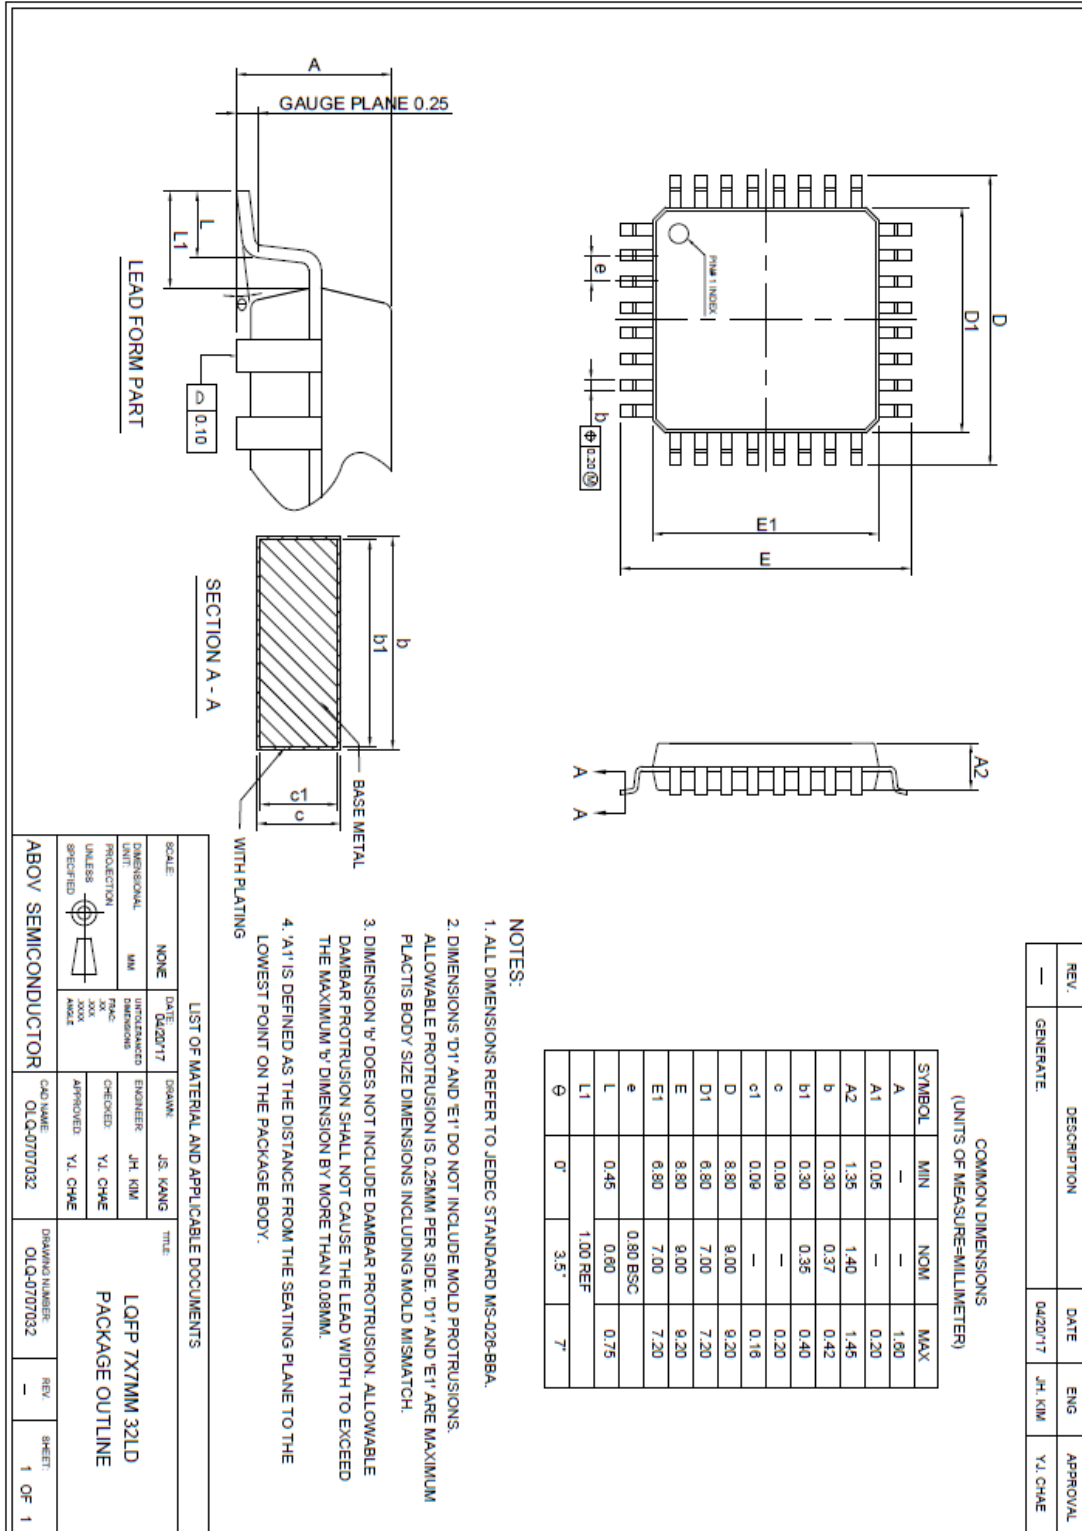 REV. DESCRIPTION DATE ENG APPROVAL
— GENERATE. 04/20/'17 JH. KIM YJ. CHAE
D
D1
PIN# 1 INDEX
e
b
0.20 Ⓜ
E1
E
A2
A
A
COMMON DIMENSIONS
(UNITS OF MEASURE=MILLIMETER)
SYMBOL MIN NOM MAX
A — — 1.60
A1 0.05 — 0.20
A2 1.35 1.40 1.45
b 0.30 0.37 0.42
b1 0.30 0.35 0.40
c 0.09 — 0.20
c1 0.09 — 0.16
D 8.80 9.00 9.20
D1 6.80 7.00 7.20
E 8.80 9.00 9.20
E1 6.80 7.00 7.20
e 0.80 BSC
L 0.45 0.60 0.75
L1 1.00 REF
Θ 0° 3.5° 7°
A
GAUGE PLANE 0.25
L
L1
Θ
0.10
LEAD FORM PART
b
b1
c1
c
BASE METAL
WITH PLATING
SECTION A - A
NOTES:
1. ALL DIMENSIONS REFER TO JEDEC STANDARD MS-026-BBA.
2. DIMENSIONS 'D1' AND 'E1' DO NOT INCLUDE MOLD PROTRUSIONS.
ALLOWABLE PROTRUSION IS 0.25MM PER SIDE. 'D1' AND 'E1' ARE MAXIMUM
PLACTIS BODY SIZE DIMENSIONS INCLUDING MOLD MISMATCH.
3. DIMENSION 'b' DOES NOT INCLUDE DAMBAR PROTRUSION. ALLOWABLE
DAMBAR PROTRUSION SHALL NOT CAUSE THE LEAD WIDTH TO EXCEED
THE MAXIMUM 'b' DIMENSION BY MORE THAN 0.08MM.
4. 'A1' IS DEFINED AS THE DISTANCE FROM THE SEATING PLANE TO THE
LOWEST POINT ON THE PACKAGE BODY.
LIST OF MATERIAL AND APPLICABLE DOCUMENTS
SCALE: NONE
DATE: 04/20/'17
DRAWN: JS. KANG
TITLE:
LQFP 7X7MM 32LD
PACKAGE OUTLINE
DIMENSIONAL
UNIT: MM
UNTOLERANCED
DIMENSIONS
FRAC:
.XX
.XXX
.XXXX
ANGLE
ENGINEER: JH. KIM
PROJECTION
UNLESS
SPECIFIED
CHECKED: YJ. CHAE
APPROVED: YJ. CHAE
ABOV SEMICONDUCTOR
CAD NAME: OLQ-0707032
DRAWING NUMBER: OLQ-0707032
REV. —
SHEET: 1 OF 1